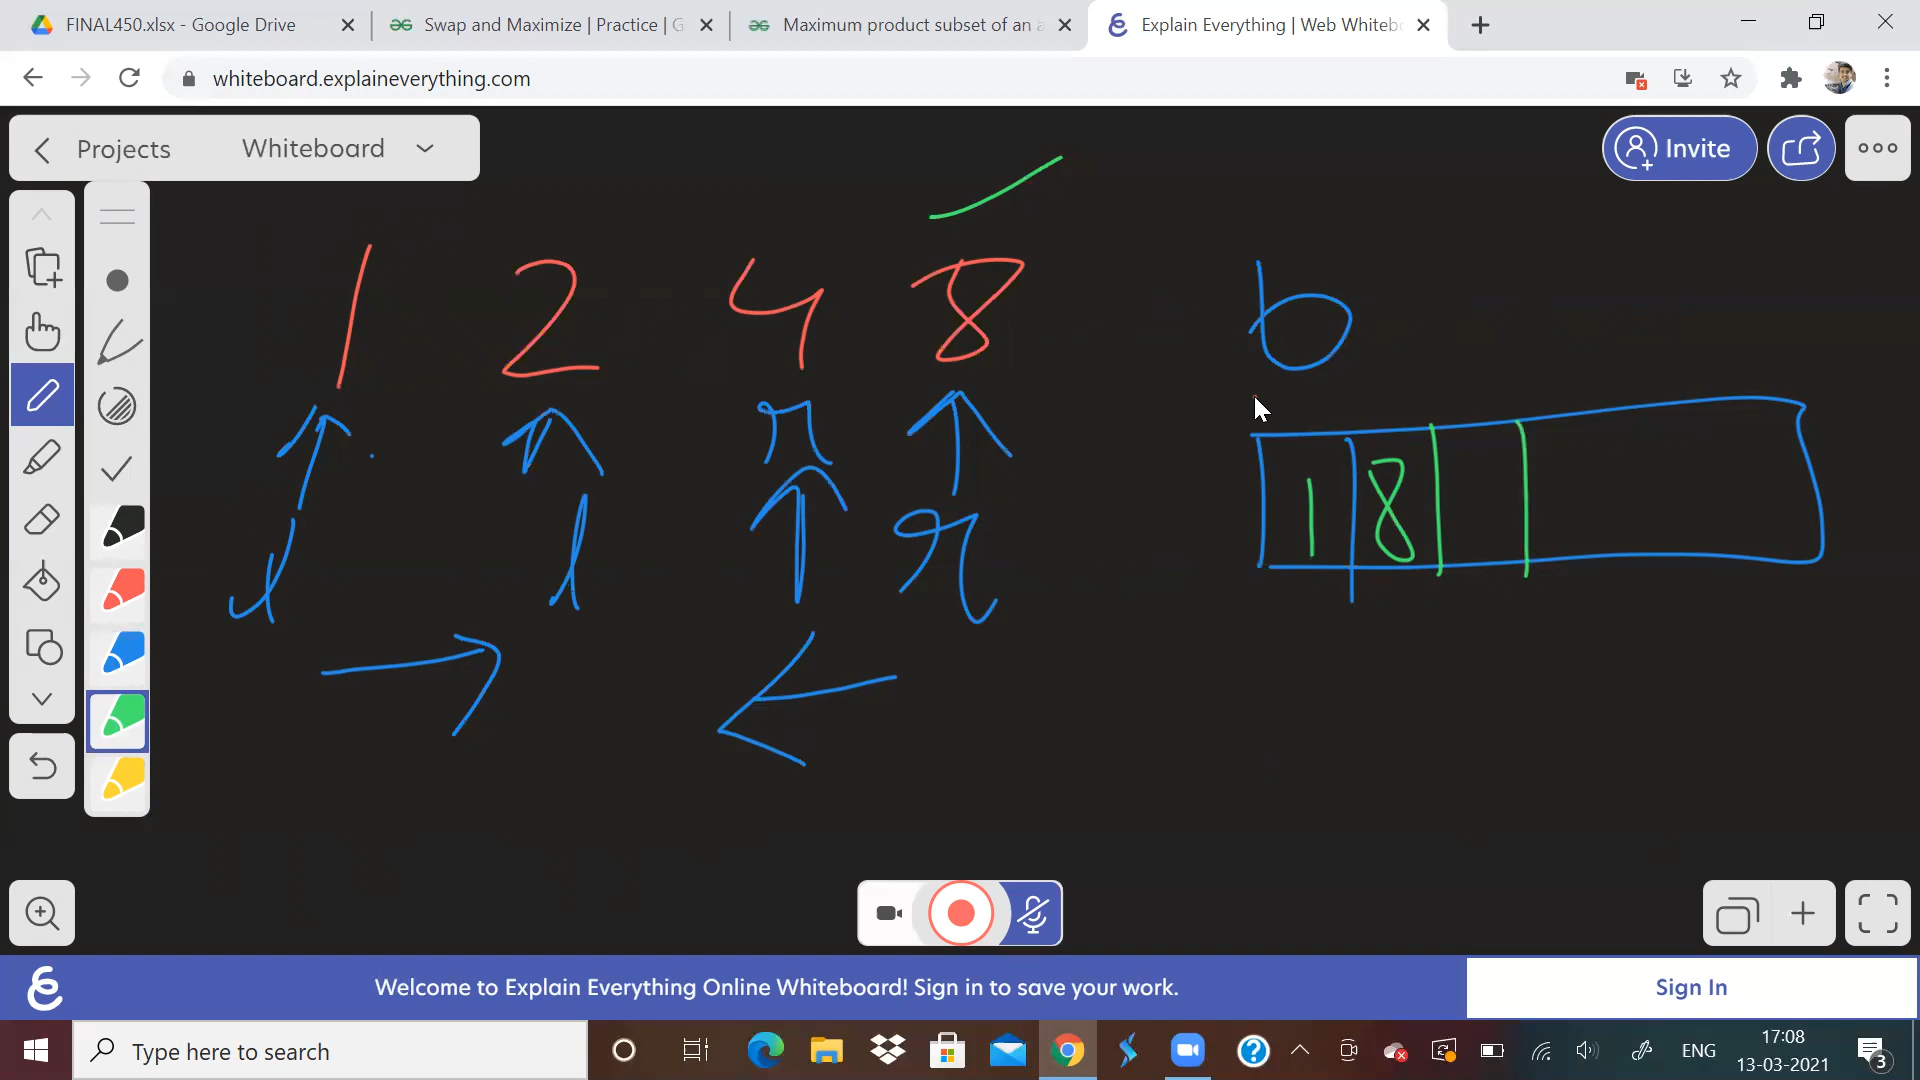 FINAL450.xlsx - Google Drive
Swap and Maximize | Practice | G
Maximum product subset of an a
Explain Everything | Web Whitebo
whiteboard.explaineverything.com
Projects
Whiteboard
Invite
1 2 4 8
b
r
1 8
l l r
Welcome to Explain Everything Online Whiteboard! Sign in to save your work.
Sign In
Type here to search
ENG
17:08
13-03-2021
3